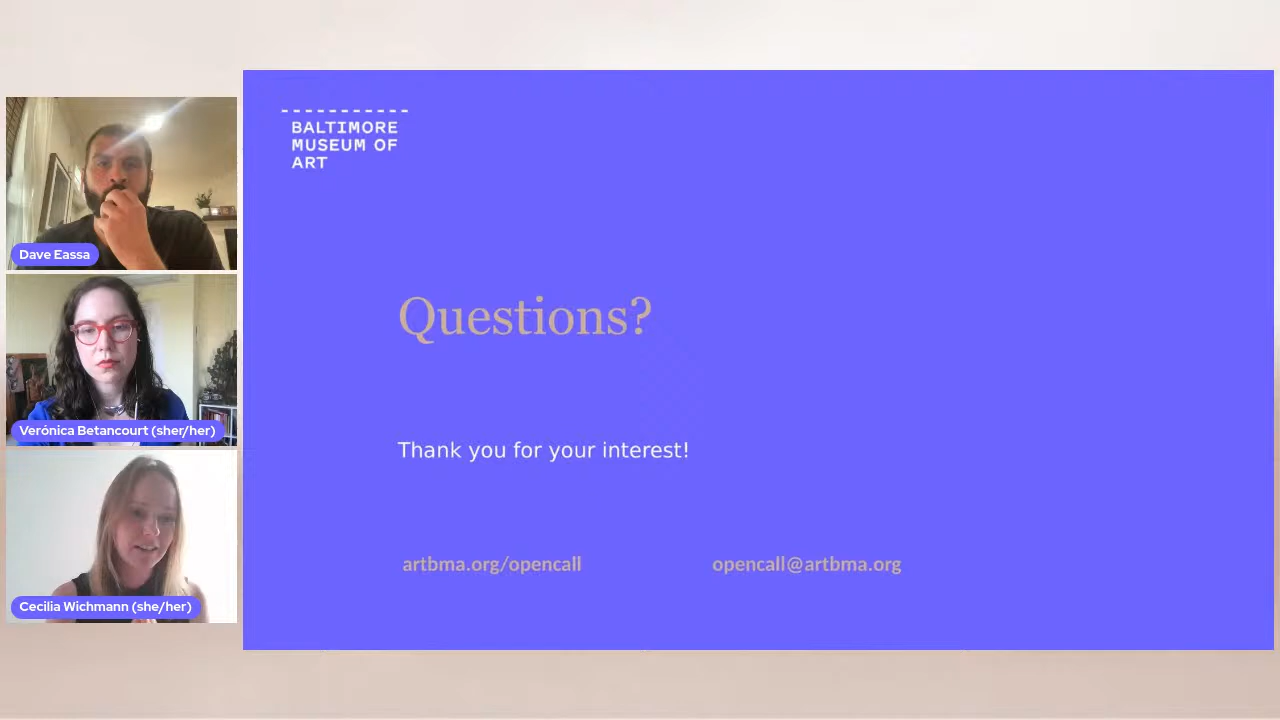 Dave Eassa
Verónica Betancourt (sher/her)
Cecilia Wichmann (she/her)
BALTIMORE
MUSEUM OF
ART
Questions?
Thank you for your interest!
artbma.org/opencall
opencall@artbma.org